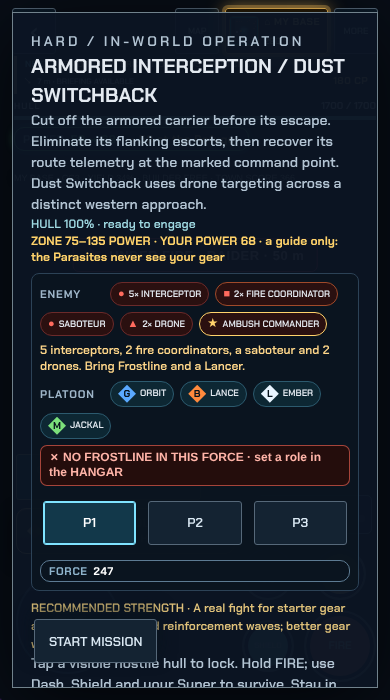 HARD / IN-WORLD OPERATION
ARMORED INTERCEPTION / DUST
SWITCHBACK
Cut off the armored carrier before its escape.
Eliminate its flanking escorts, then recover its
route telemetry at the marked command point.
Dust Switchback uses drone targeting across a
distinct western approach.
HULL 100% · ready to engage
ZONE 75–135 POWER · YOUR POWER 68 · a guide only:
the Parasites never see your gear
ENEMY
5× INTERCEPTOR
2× FIRE COORDINATOR
SABOTEUR
2× DRONE
AMBUSH COMMANDER
5 interceptors, 2 fire coordinators, a saboteur and 2
drones. Bring Frostline and a Lancer.
PLATOON
G ORBIT
B LANCE
L EMBER
M JACKAL
× NO FROSTLINE IN THIS FORCE · set a role in
the HANGAR
P1
P2
P3
FORCE 247
RECOMMENDED STRENGTH · A real fight for starter gear
reinforcement waves; better gear
START MISSION
Tap a visible hostile hull to lock. Hold FIRE; use
Dash, Shield and your Super to survive. Stay in